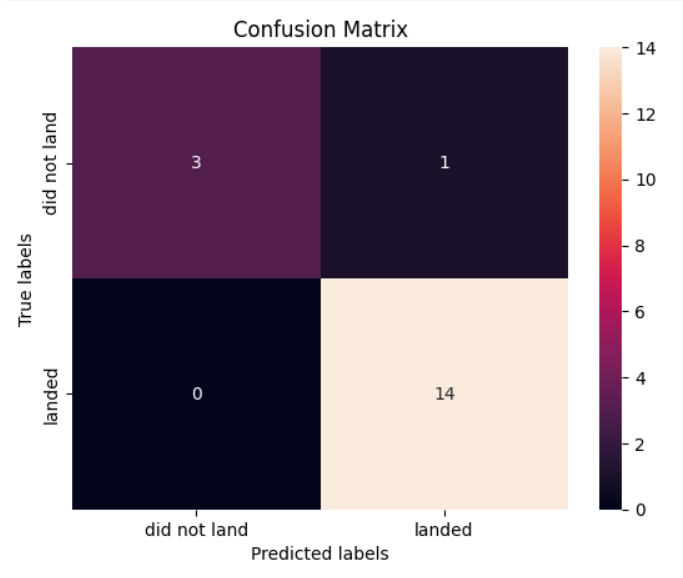 Confusion Matrix
True labels
did not land
landed
3
1
0
14
did not land
landed
Predicted labels
14
12
10
8
6
4
2
0